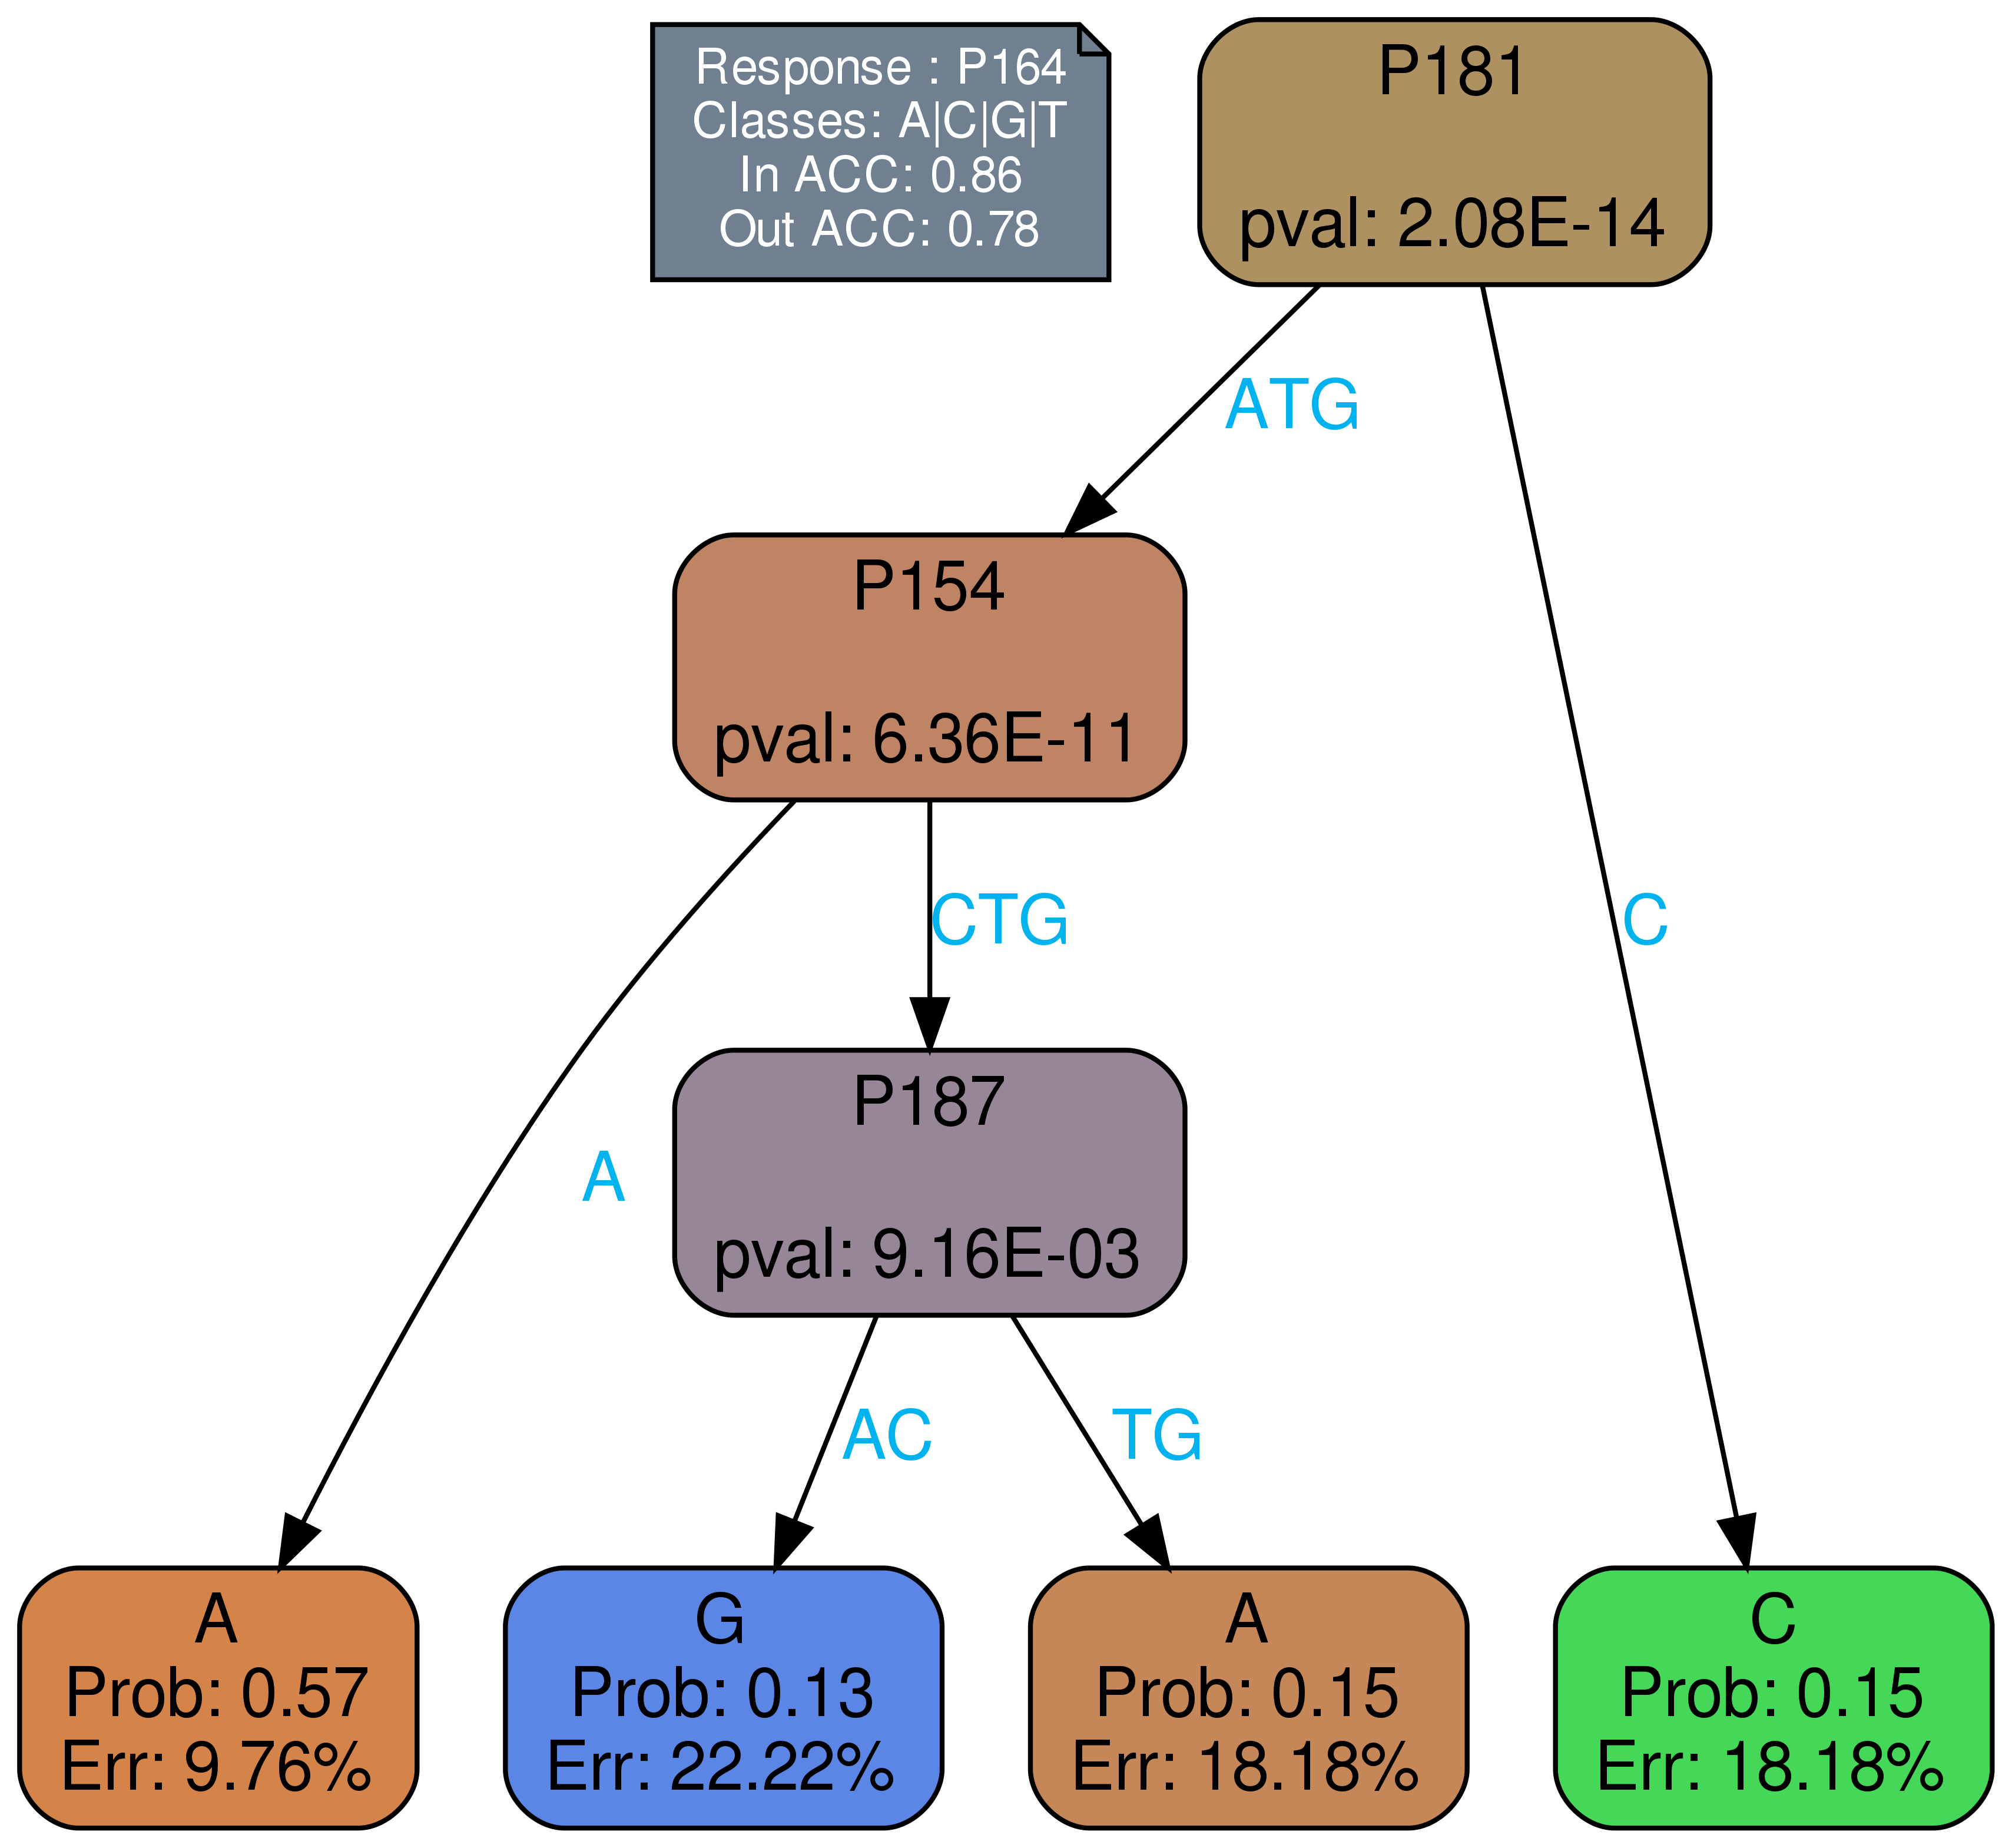 Response : P164
Classes: A|C|G|T
In ACC: 0.86
Out ACC: 0.78
P181
pval: 2.08E-14
ATG
P154
pval: 6.36E-11
CTG
C
P187
pval: 9.16E-03
A
AC
TG
A
Prob: 0.57
Err: 9.76%
G
Prob: 0.13
Err: 22.22%
A
Prob: 0.15
Err: 18.18%
C
Prob: 0.15
Err: 18.18%